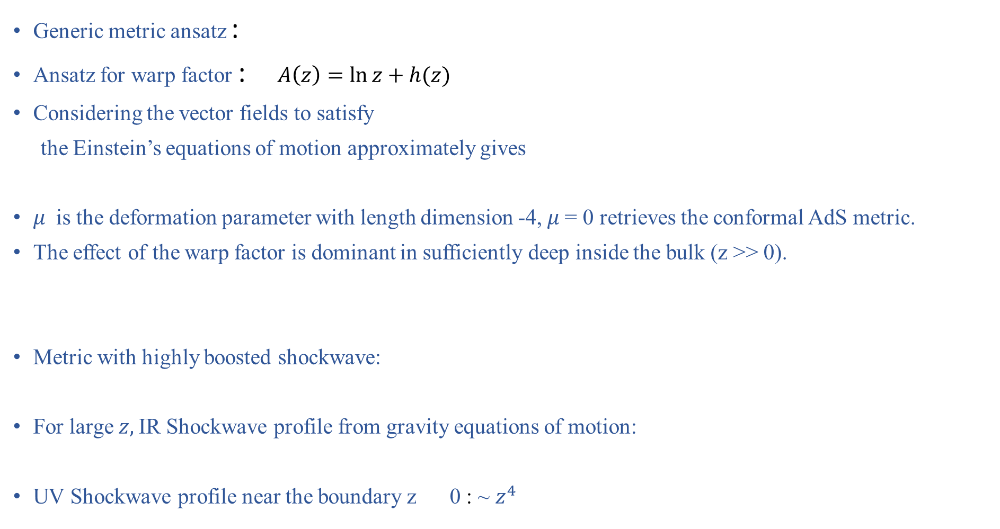 • Generic metric ansatz :
• Ansatz for warp factor : A(z) = ln z + h(z)
• Considering the vector fields to satisfy
the Einstein’s equations of motion approximately gives
• μ is the deformation parameter with length dimension -4, μ = 0 retrieves the conformal AdS metric.
• The effect of the warp factor is dominant in sufficiently deep inside the bulk (z >> 0).
• Metric with highly boosted shockwave:
• For large z, IR Shockwave profile from gravity equations of motion:
• UV Shockwave profile near the boundary z 0 : ~ z⁴